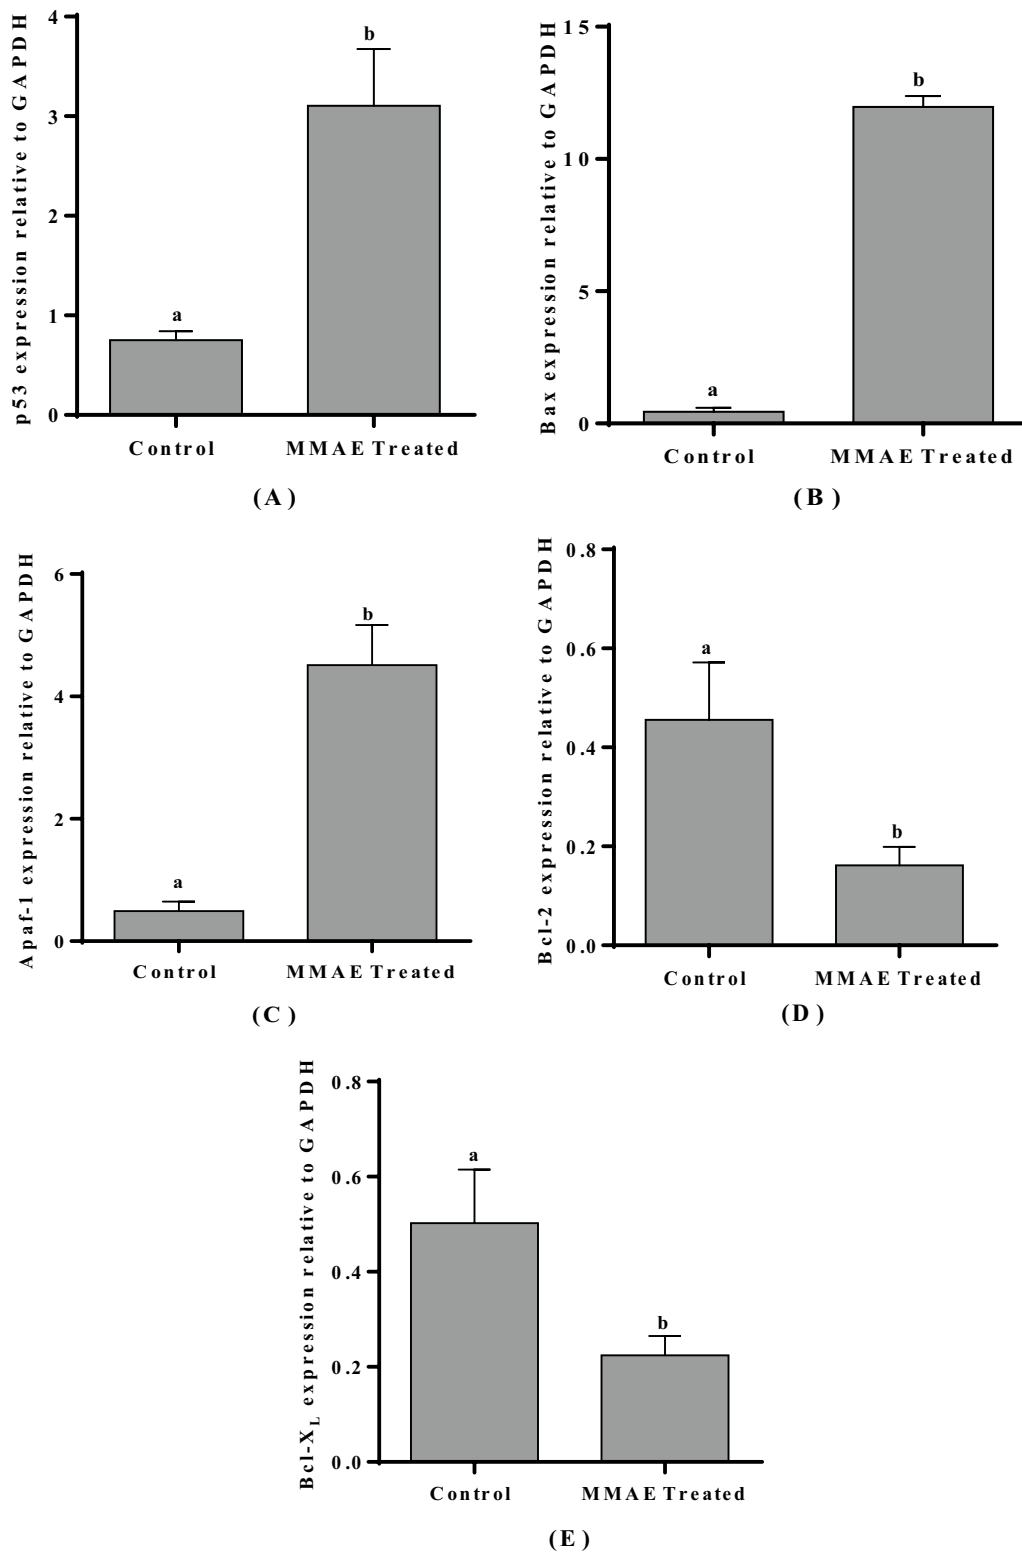 p53 expression relative to GAPDH
4
3
2
1
0
a
b
Control
MMAE Treated
(A)
Bax expression relative to GAPDH
15
10
5
0
a
b
Control
MMAE Treated
(B)
Apaf-1 expression relative to GAPDH
6
4
2
0
a
b
Control
MMAE Treated
(C)
Bcl-2 expression relative to GAPDH
0.8
0.6
0.4
0.2
0.0
a
b
Control
MMAE Treated
(D)
Bcl-X_L expression relative to GAPDH
0.8
0.6
0.4
0.2
0.0
a
b
Control
MMAE Treated
(E)